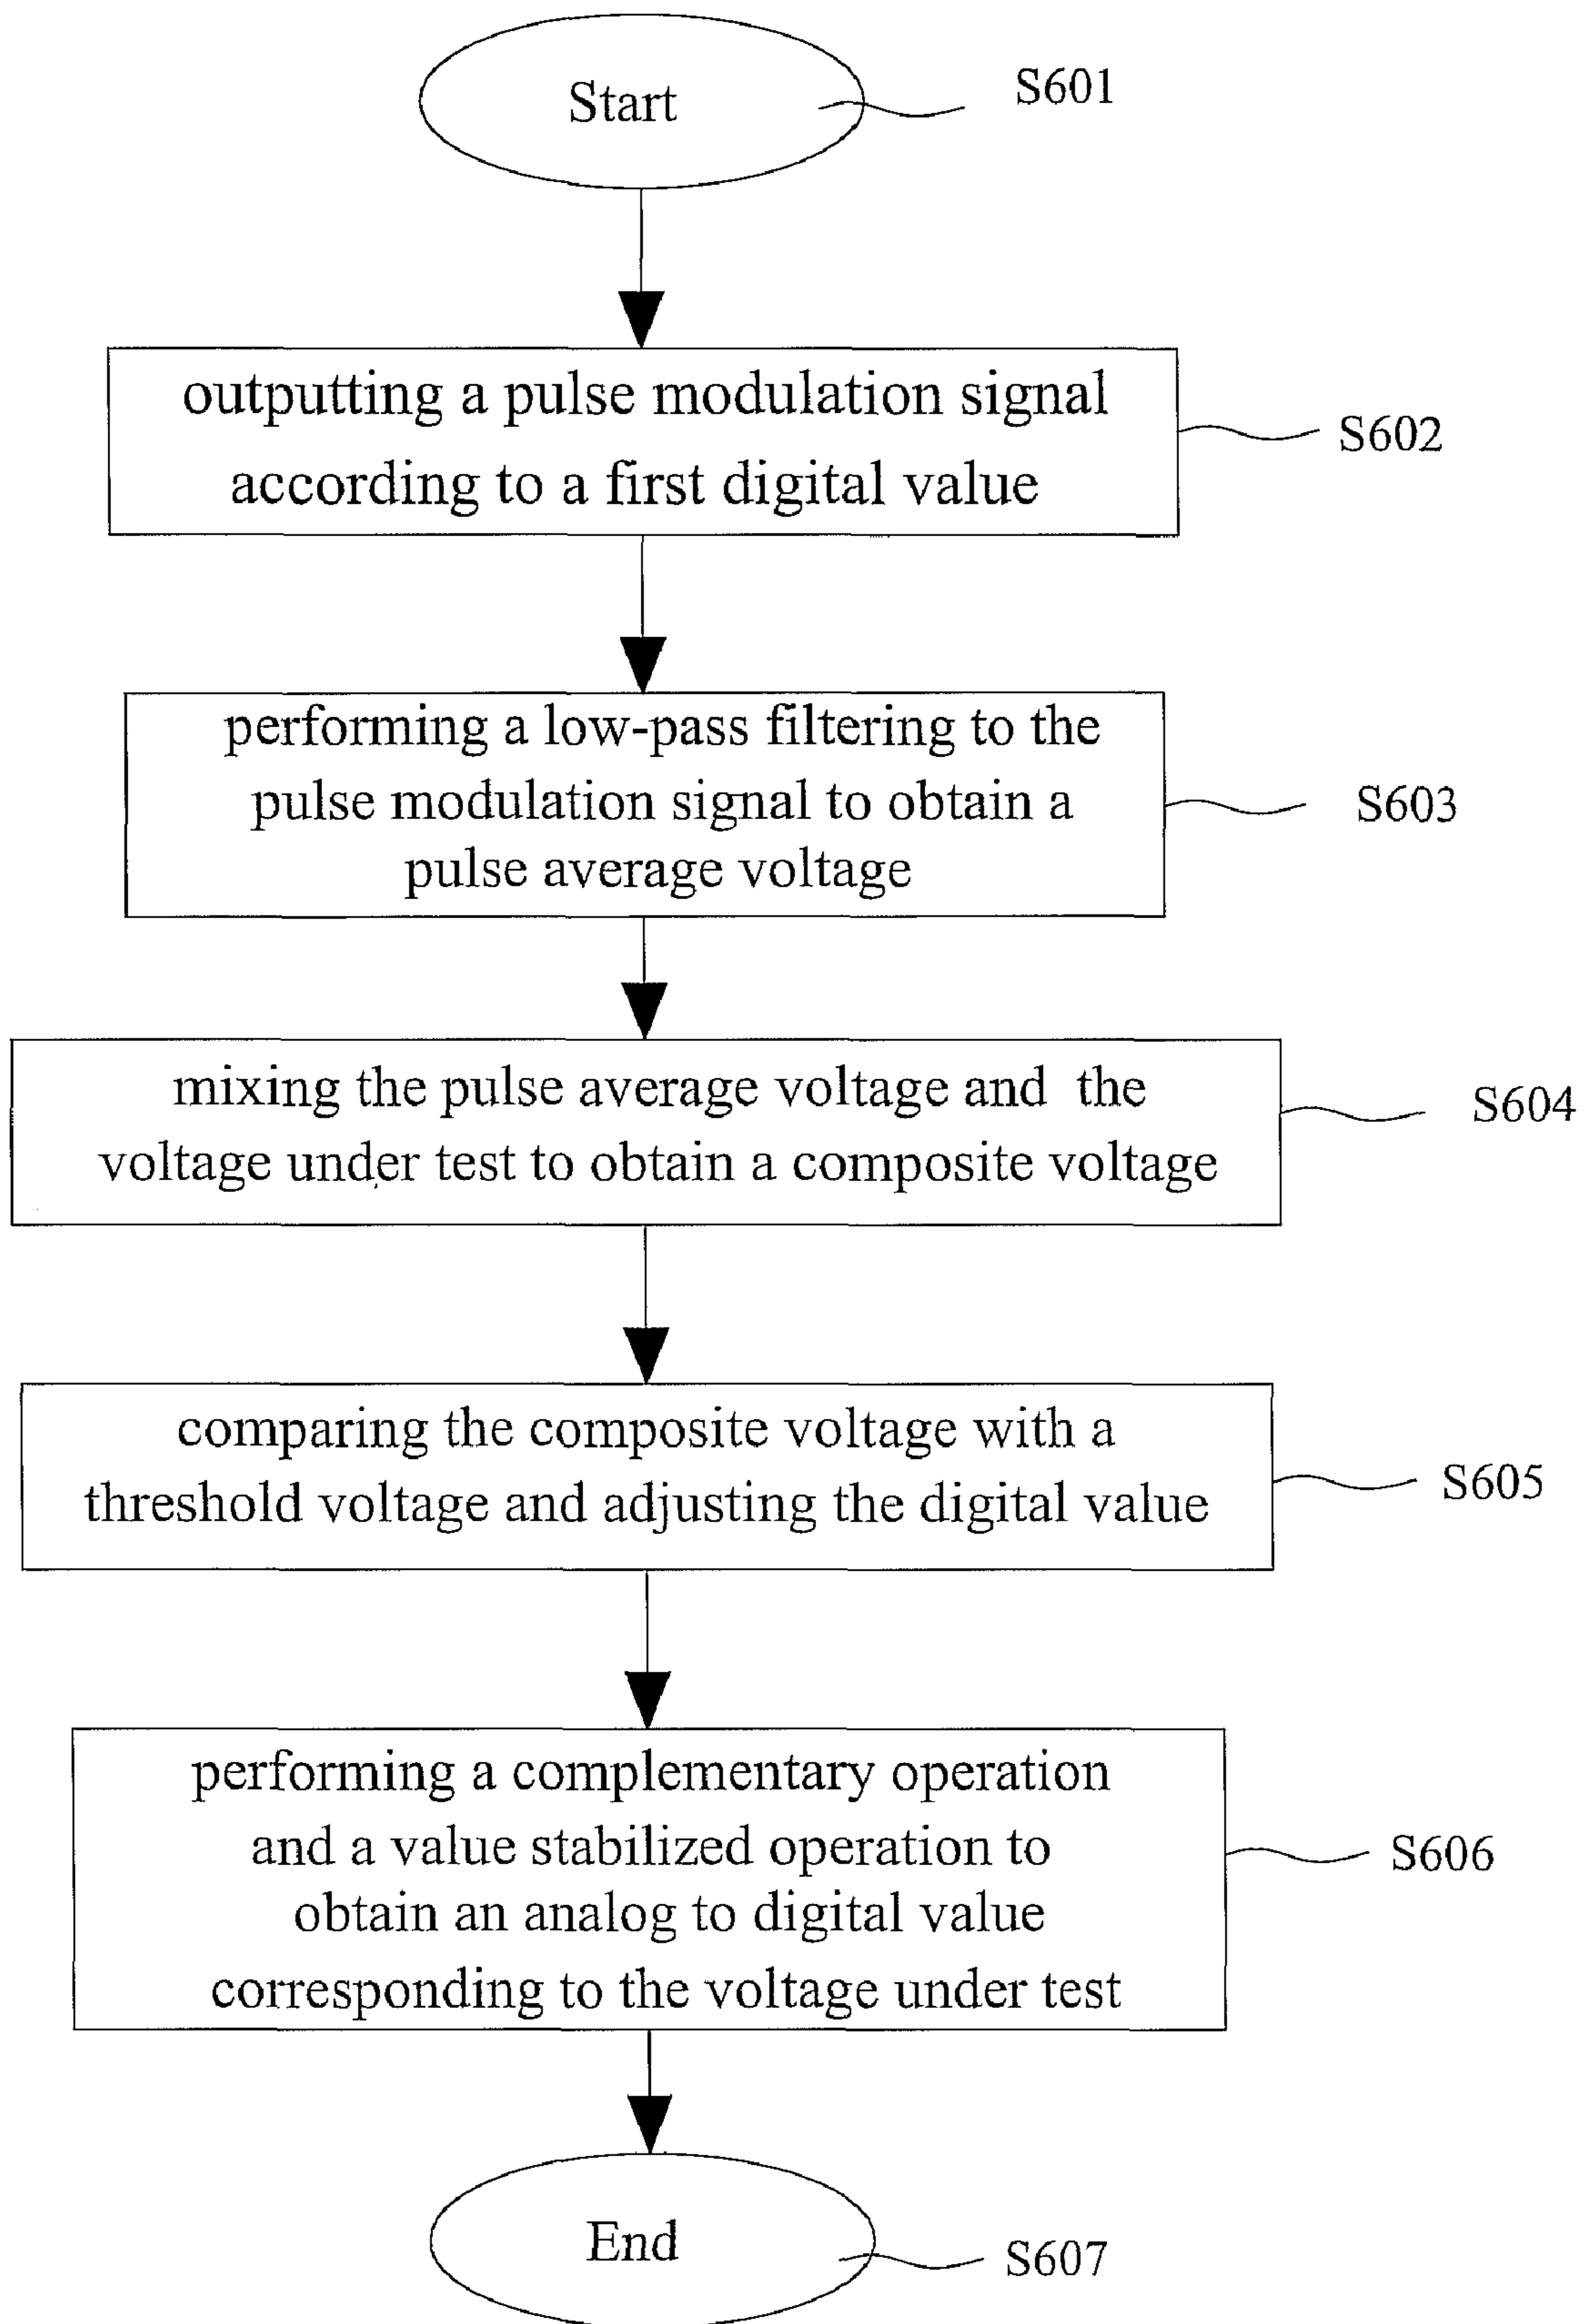 Start
S601
outputting a pulse modulation signal
according to a first digital value
S602
performing a low-pass filtering to the
pulse modulation signal to obtain a
pulse average voltage
S603
mixing the pulse average voltage and the
voltage under test to obtain a composite voltage
S604
comparing the composite voltage with a
threshold voltage and adjusting the digital value
S605
performing a complementary operation
and a value stabilized operation to
obtain an analog to digital value
corresponding to the voltage under test
S606
End
S607